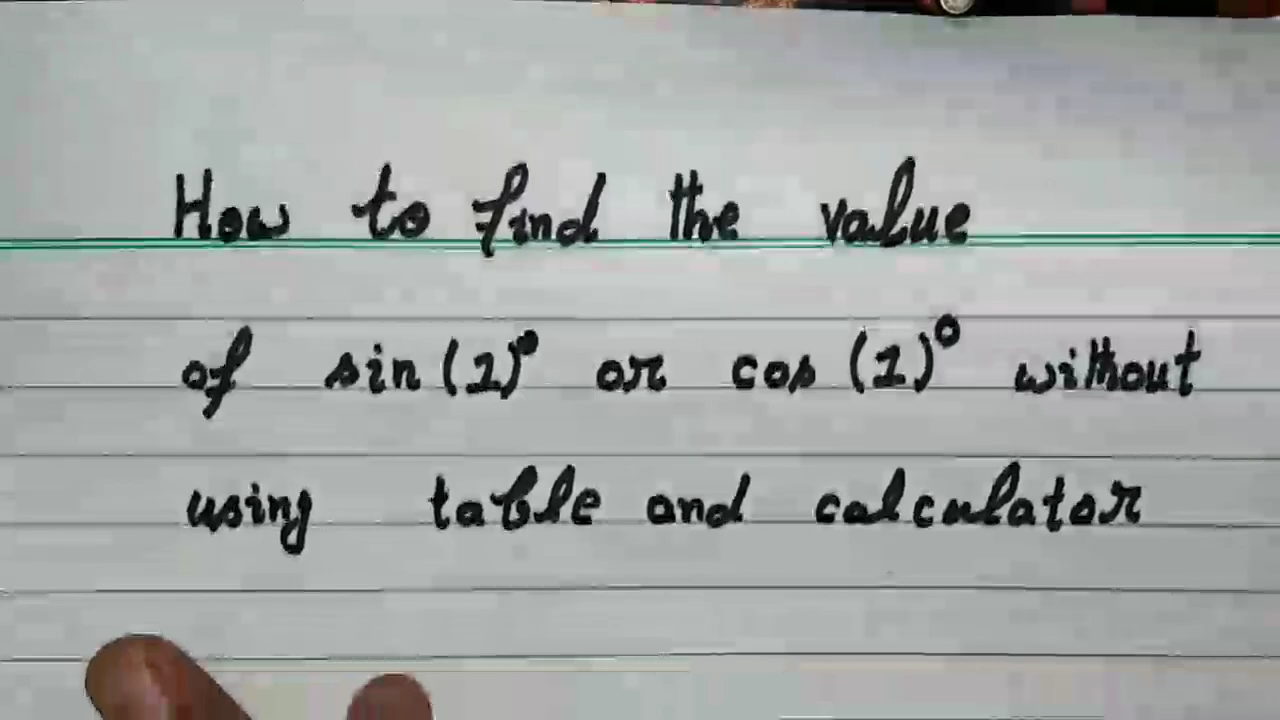 How to find the value
of sin (1)° or cos (1)° without
using table and calculator